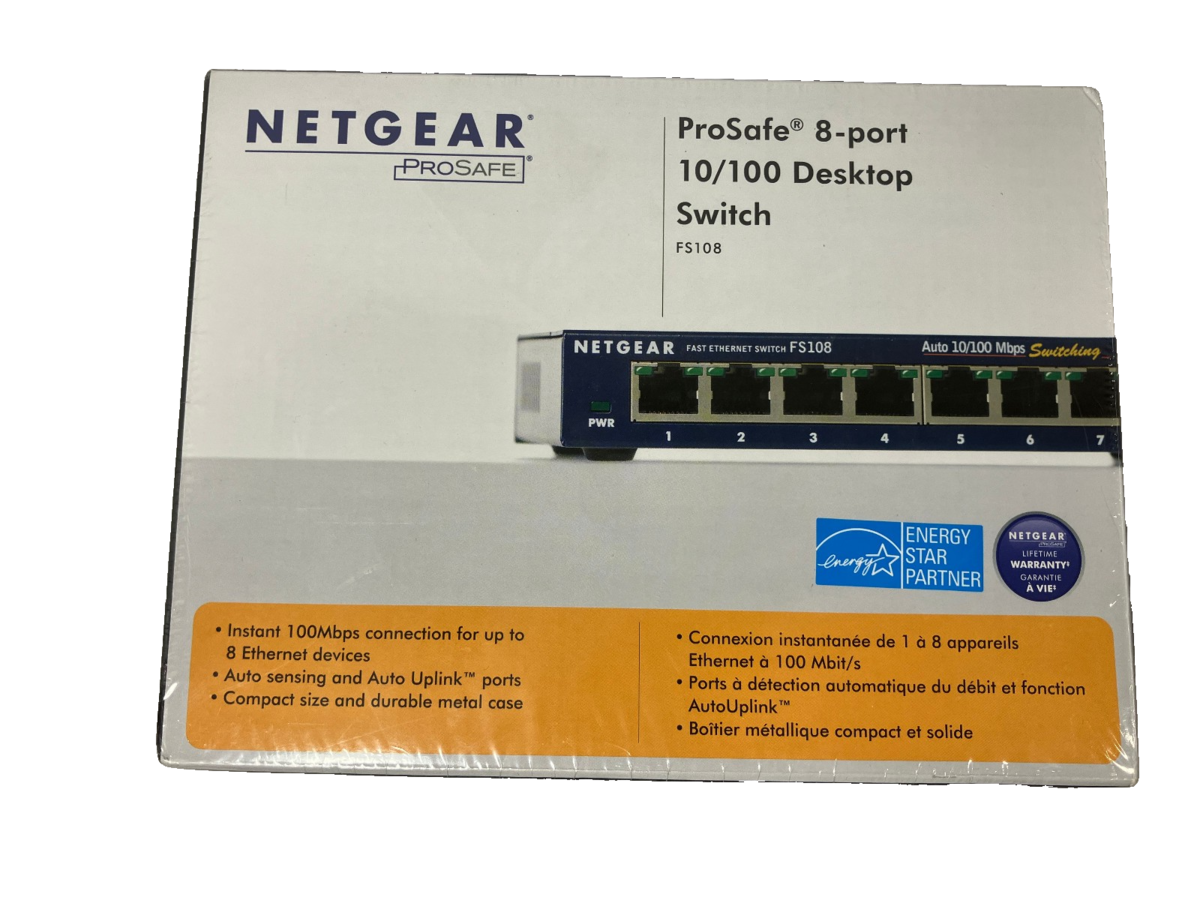 NETGEAR®
PROSAFE®
ProSafe® 8-port
10/100 Desktop
Switch
FS108
NETGEAR FAST ETHERNET SWITCH FS108 Auto 10/100 Mbps Switching
PWR
1 2 3 4 5 6 7
energy
ENERGY
STAR
PARTNER
NETGEAR
PROSAFE
LIFETIME
WARRANTY‡
GARANTIE
À VIE‡
• Instant 100Mbps connection for up to
8 Ethernet devices
• Auto sensing and Auto Uplink™ ports
• Compact size and durable metal case
• Connexion instantanée de 1 à 8 appareils
Ethernet à 100 Mbit/s
• Ports à détection automatique du débit et fonction
AutoUplink™
• Boîtier métallique compact et solide